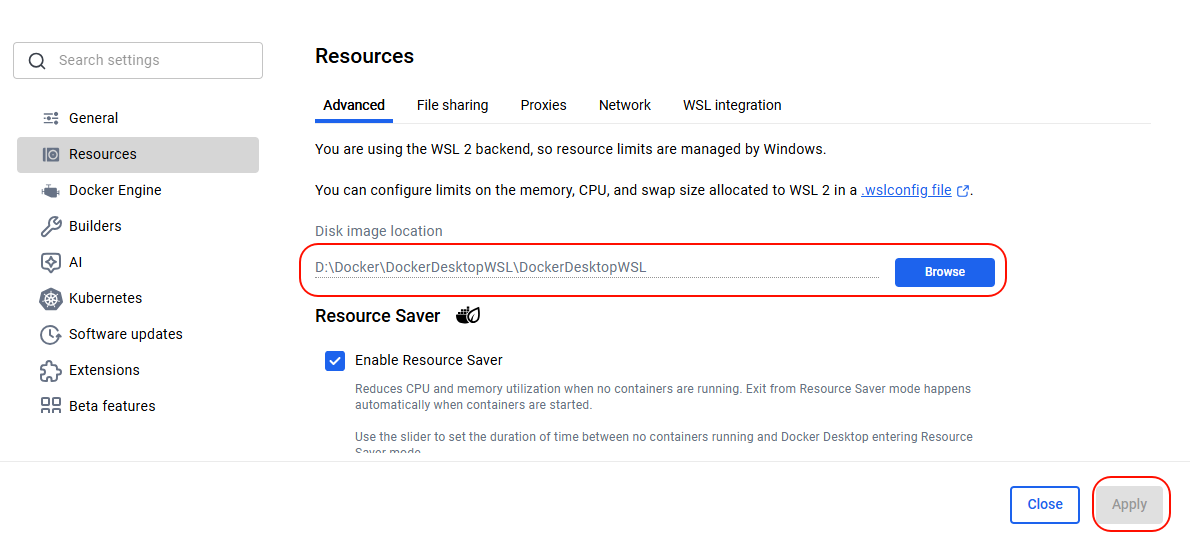 Search settings
General
Resources
Docker Engine
Builders
AI
Kubernetes
Software updates
Extensions
Beta features
Resources
Advanced
File sharing
Proxies
Network
WSL integration
You are using the WSL 2 backend, so resource limits are managed by Windows.
You can configure limits on the memory, CPU, and swap size allocated to WSL 2 in a .wslconfig file.
Disk image location
D:\Docker\DockerDesktopWSL\DockerDesktopWSL
Browse
Resource Saver
Enable Resource Saver
Reduces CPU and memory utilization when no containers are running. Exit from Resource Saver mode happens
automatically when containers are started.
Use the slider to set the duration of time between no containers running and Docker Desktop entering Resource
Saver mode.
Close
Apply